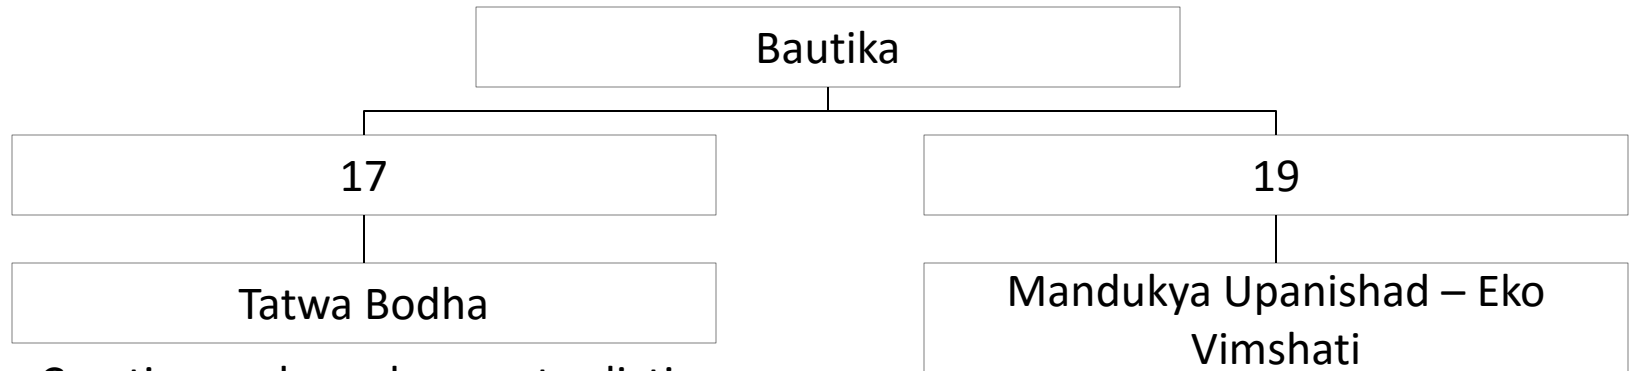 Bautika
17
19
Tatwa Bodha
Mandukya Upanishad – Eko
Vimshati